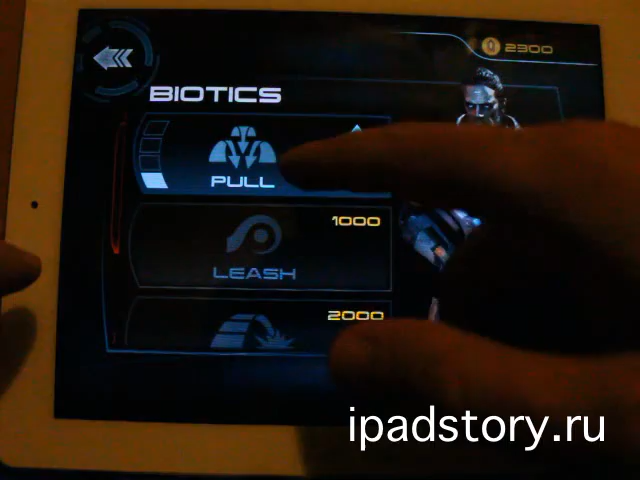 2300
BIOTICS
PULL
1000
LEASH
2000
ipadstory.ru